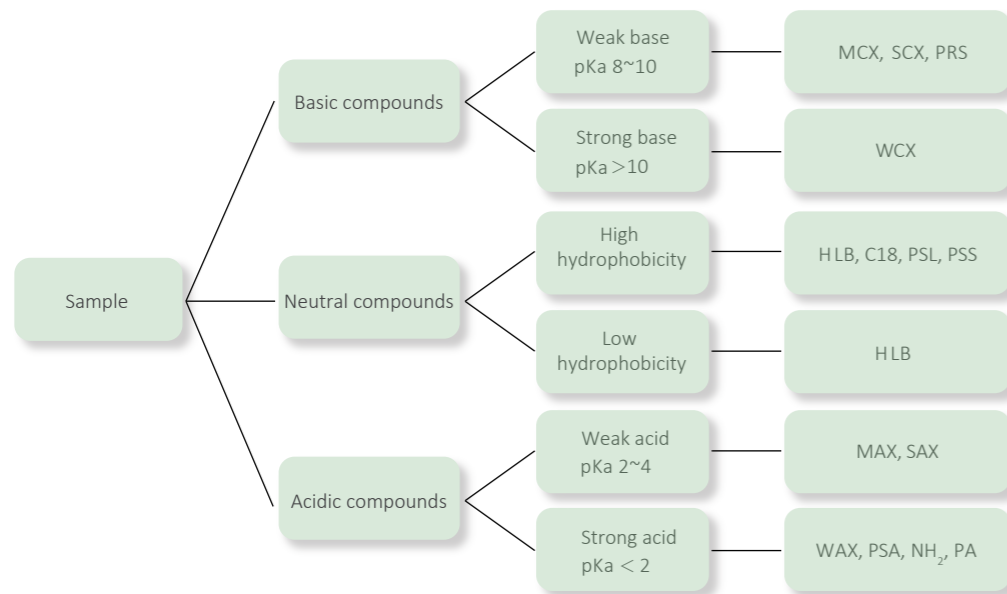 Sample
Basic compounds
Weak base
pKa 8~10
MCX, SCX, PRS
Strong base
pKa >10
WCX
Neutral compounds
High
hydrophobicity
HLB, C18, PSL, PSS
Low
hydrophobicity
HLB
Acidic compounds
Weak acid
pKa 2~4
MAX, SAX
Strong acid
pKa < 2
WAX, PSA, NH₂, PA